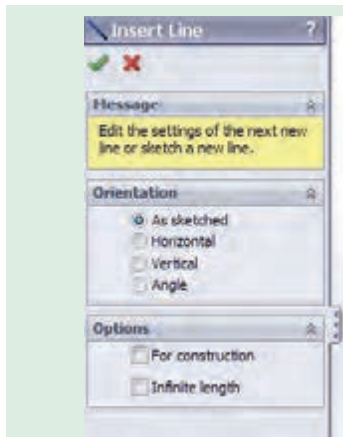 Insert Line ?
Message
Edit the settings of the next new
line or sketch a new line.
Orientation
As sketched
Horizontal
Vertical
Angle
Options
For construction
Infinite length